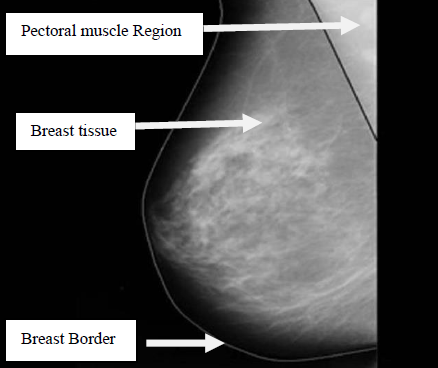 Pectoral muscle Region
Breast tissue
Breast Border